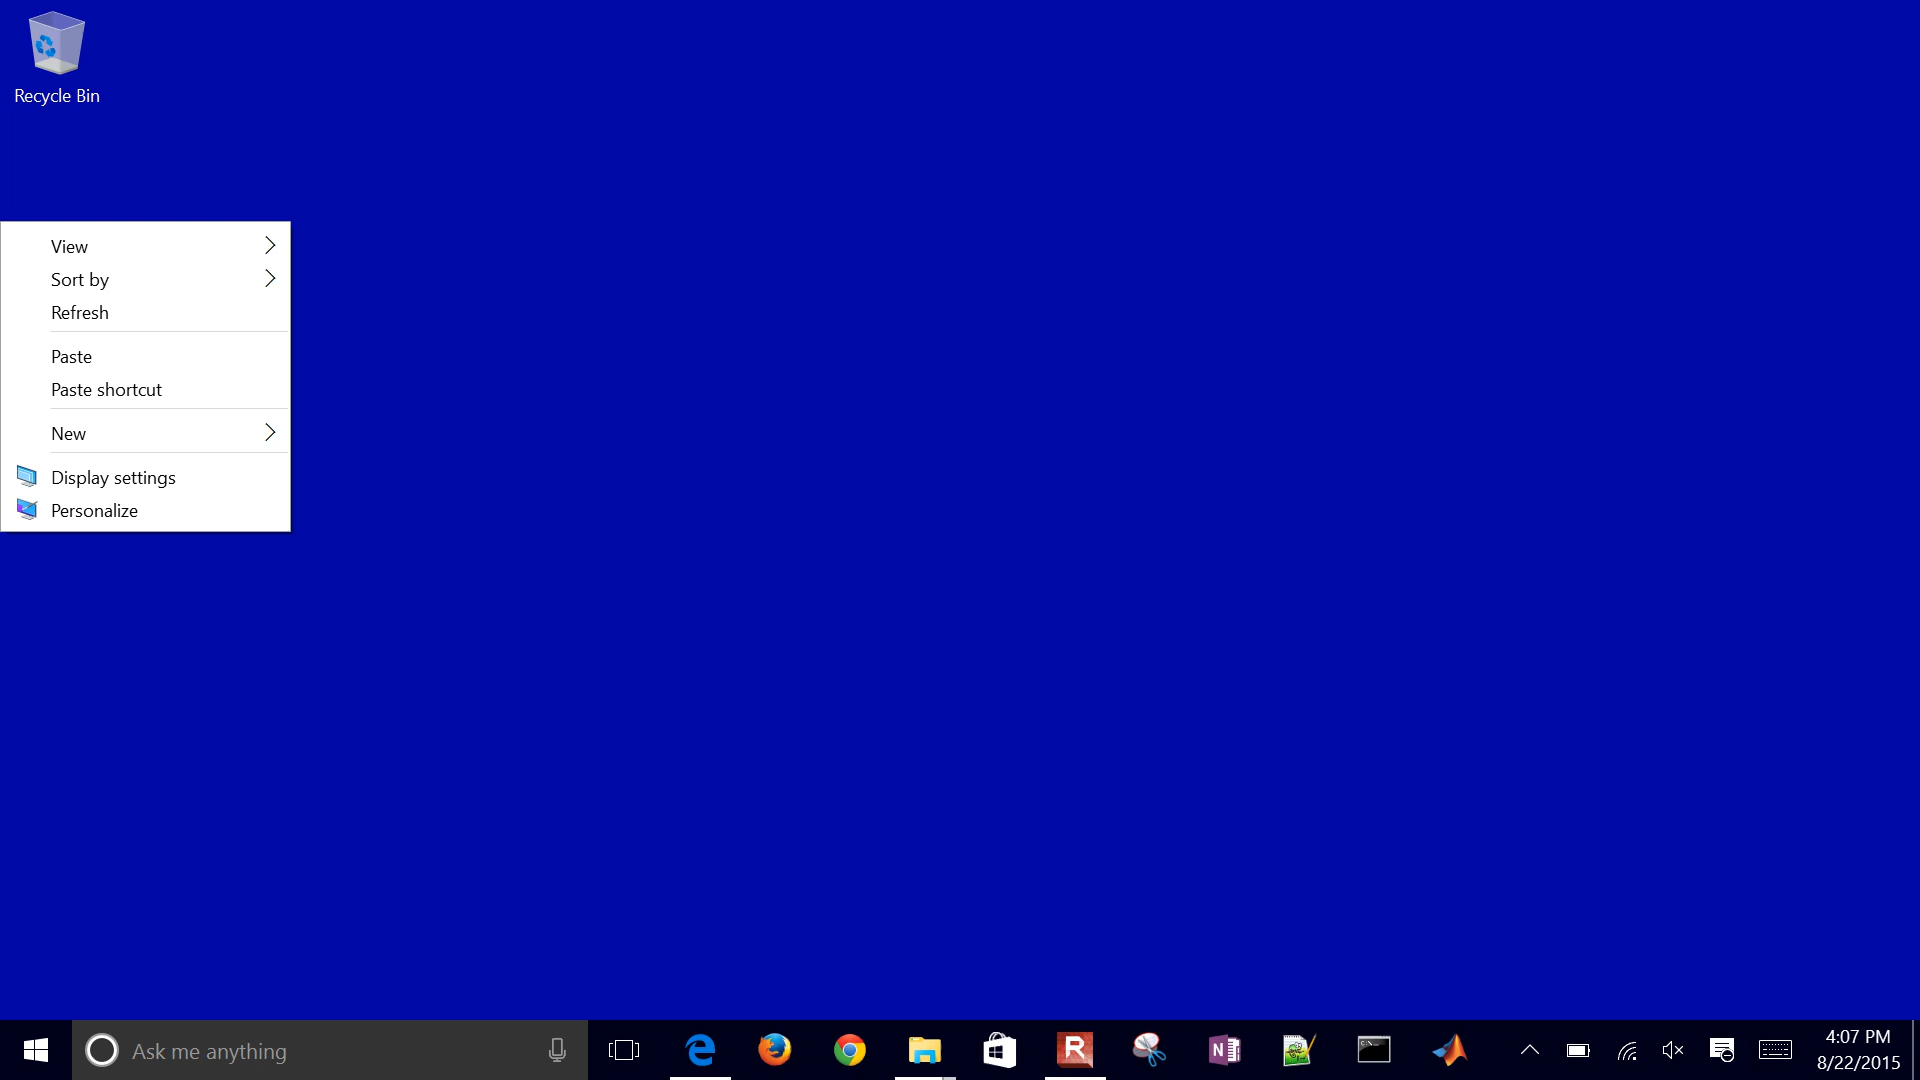 Recycle Bin
View
Sort by
Refresh
Paste
Paste shortcut
New
Display settings
Personalize
Ask me anything
R
N
4:07 PM
8/22/2015